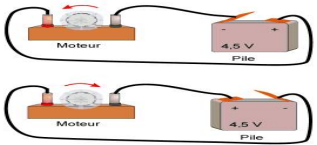 - +
4,5 V
Moteur
Pile
+ -
4,5 V
Moteur
Pile